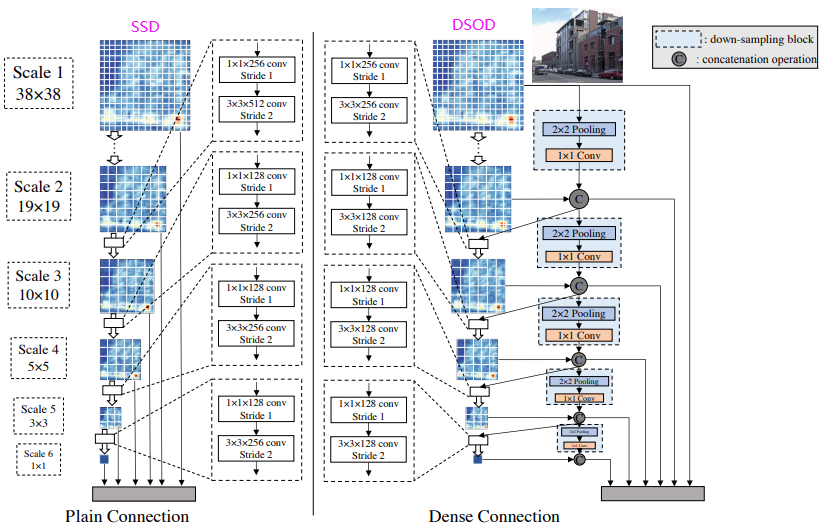 SSD
DSOD
: down-sampling block
C : concatenation operation
Scale 1
38×38
Scale 2
19×19
Scale 3
10×10
Scale 4
5×5
Scale 5
3×3
Scale 6
1×1
1×1×256 conv
Stride 1
3×3×512 conv
Stride 2
1×1×128 conv
Stride 1
3×3×256 conv
Stride 2
1×1×128 conv
Stride 1
3×3×256 conv
Stride 2
1×1×128 conv
Stride 1
3×3×256 conv
Stride 2
Plain Connection
1×1×256 conv
Stride 1
3×3×256 conv
Stride 2
1×1×128 conv
Stride 1
3×3×128 conv
Stride 2
1×1×128 conv
Stride 1
3×3×128 conv
Stride 2
1×1×128 conv
Stride 1
3×3×128 conv
Stride 2
2×2 Pooling
1×1 Conv
C
2×2 Pooling
1×1 Conv
C
2×2 Pooling
1×1 Conv
C
2×2 Pooling
1×1 Conv
C
2×2 Pooling
1×1 Conv
C
Dense Connection